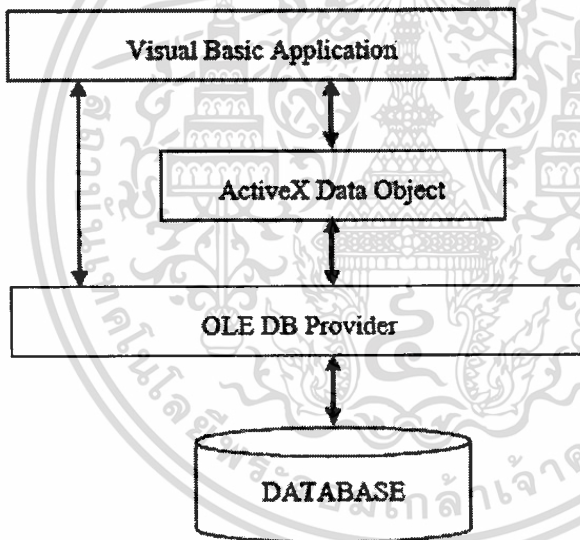 Visual Basic Application
ActiveX Data Object
OLE DB Provider
DATABASE